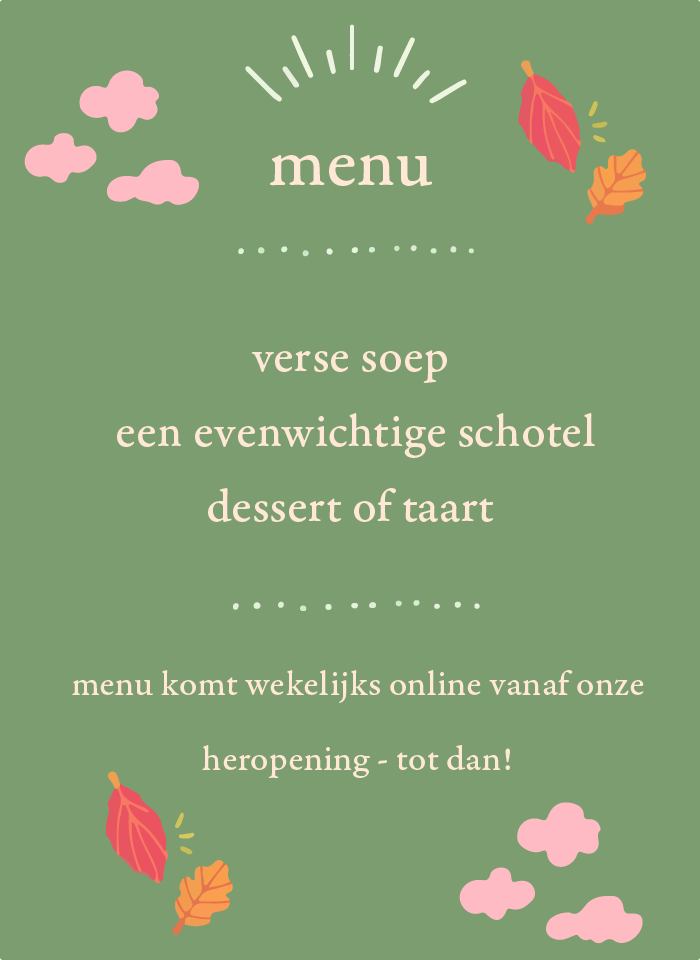 menu
verse soep
een evenwichtige schotel
dessert of taart
menu komt wekelijks online vanaf onze
heropening - tot dan!